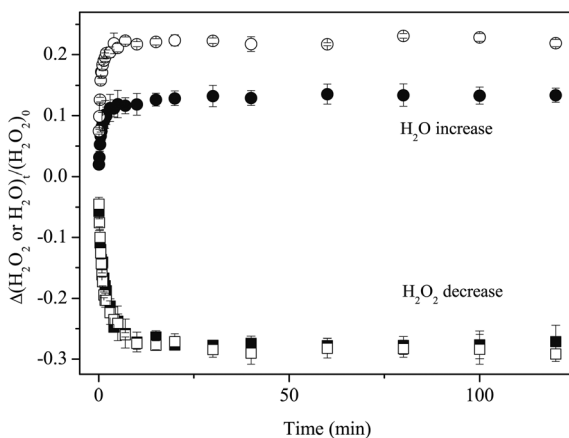 0.2
0.1
0.0
-0.1
-0.2
-0.3
Δ(H₂O₂ or H₂O)ₜ/(H₂O₂)₀
H₂O increase
H₂O₂ decrease
0
50
100
Time (min)